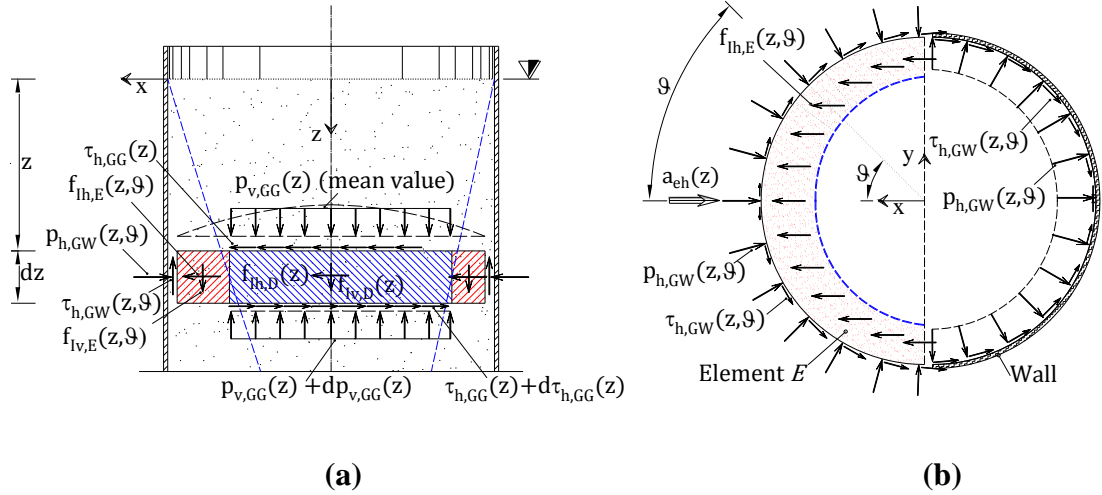 x
z
z
τh,GG(z)
fIh,E(z,ϑ)
pv,GG(z) (mean value)
ph,GW(z,ϑ)
dz
fIh,D(z)
fIv,D(z)
τh,GW(z,ϑ)
fIv,E(z,ϑ)
pv,GG(z) +dpv,GG(z)
τh,GG(z)+dτh,GG(z)
(a)
fIh,E(z,ϑ)
ϑ
τh,GW(z,ϑ)
y
ϑ
aeh(z)
x
ph,GW(z,ϑ)
ph,GW(z,ϑ)
τh,GW(z,ϑ)
Element E
Wall
(b)